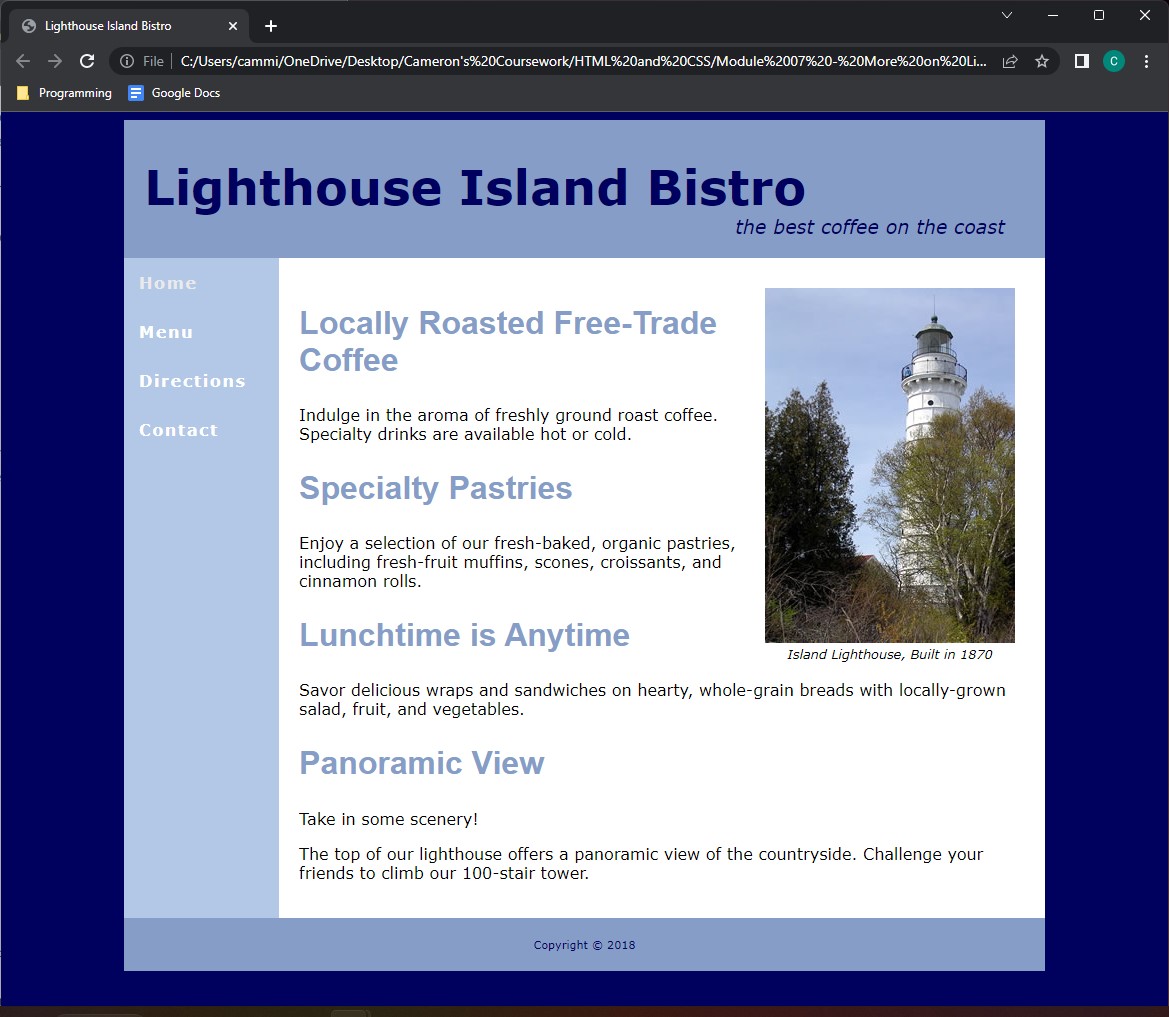 Lighthouse Island Bistro
File
C:/Users/cammi/OneDrive/Desktop/Cameron's%20Coursework/HTML%20and%20CSS/Module%2007%20-%20More%20on%20Li...
C
Programming
Google Docs
Lighthouse Island Bistro
the best coffee on the coast
Home
Menu
Directions
Contact
Locally Roasted Free-Trade
Coffee
Indulge in the aroma of freshly ground roast coffee.
Specialty drinks are available hot or cold.
Specialty Pastries
Enjoy a selection of our fresh-baked, organic pastries,
including fresh-fruit muffins, scones, croissants, and
cinnamon rolls.
Island Lighthouse, Built in 1870
Lunchtime is Anytime
Savor delicious wraps and sandwiches on hearty, whole-grain breads with locally-grown
salad, fruit, and vegetables.
Panoramic View
Take in some scenery!
The top of our lighthouse offers a panoramic view of the countryside. Challenge your
friends to climb our 100-stair tower.
Copyright © 2018